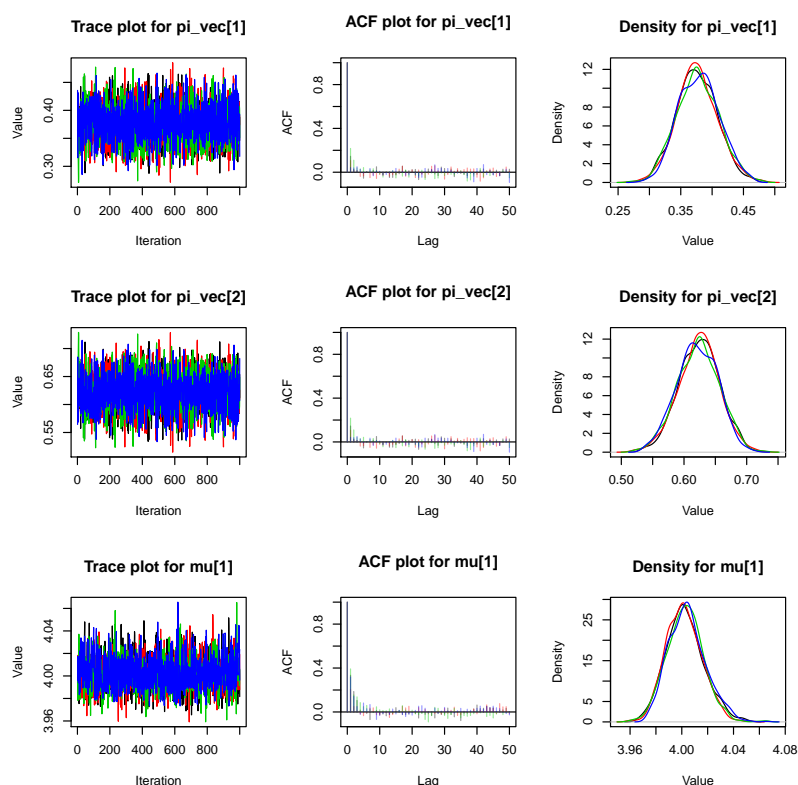 Trace plot for pi_vec[1]
ACF plot for pi_vec[1]
Density for pi_vec[1]
Value
0.30 0.40
0 200 400 600 800
Iteration
ACF
0.0 0.4 0.8
0 10 20 30 40 50
Lag
Density
0 2 4 6 8 12
0.25 0.35 0.45
Value
Trace plot for pi_vec[2]
ACF plot for pi_vec[2]
Density for pi_vec[2]
Value
0.55 0.65
0 200 400 600 800
Iteration
ACF
0.0 0.4 0.8
0 10 20 30 40 50
Lag
Density
0 2 4 6 8 12
0.50 0.60 0.70
Value
Trace plot for mu[1]
ACF plot for mu[1]
Density for mu[1]
Value
3.96 4.00 4.04
0 200 400 600 800
Iteration
ACF
0.0 0.4 0.8
0 10 20 30 40 50
Lag
Density
0 5 15 25
3.96 4.00 4.04 4.08
Value